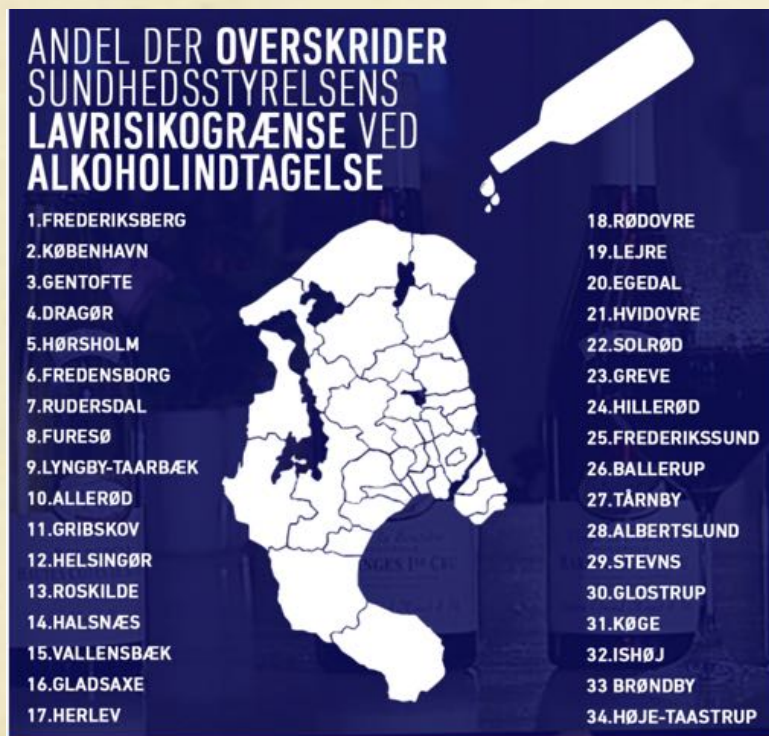 ANDEL DER OVERSKRIDER
SUNDHEDSSTYRELSENS
LAVRISIKOGRÆNSE VED
ALKOHOLINDTAGELSE
1.FREDERIKSBERG
2.KØBENHAVN
3.GENTOFTE
4.DRAGØR
5.HØRSHOLM
6.FREDENSBORG
7.RUDERSDAL
8.FURESØ
9.LYNGBY-TAARBÆK
10.ALLERØD
11.GRIBSKOV
12.HELSINGØR
13.ROSKILDE
14.HALSNÆS
15.VALLENSBÆK
16.GLADSAXE
17.HERLEV
18.RØDOVRE
19.LEJRE
20.EGEDAL
21.HVIDOVRE
22.SOLRØD
23.GREVE
24.HILLERØD
25.FREDERIKSSUND
26.BALLERUP
27.TÅRNBY
28.ALBERTSLUND
29.STEVNS
30.GLOSTRUP
31.KØGE
32.ISHØJ
33 BRØNDBY
34.HØJE-TAASTRUP